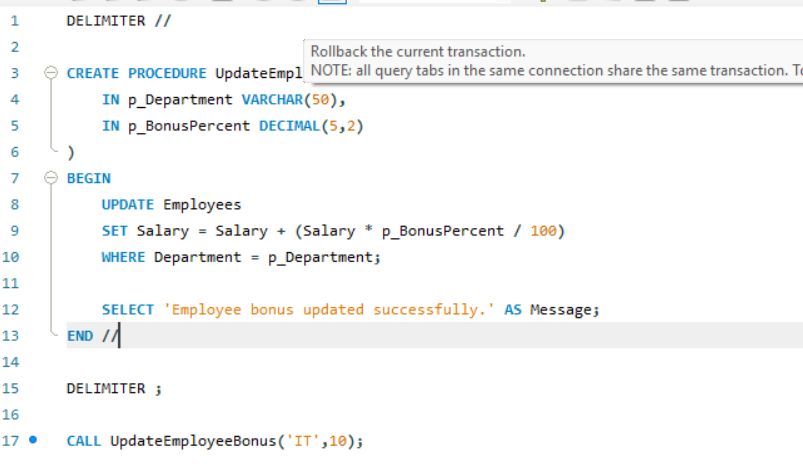 1 DELIMITER //
2
Rollback the current transaction.
3 CREATE PROCEDURE
NOTE: all query tabs in the same connection share the same transaction.
4 IN p_Department VARCHAR(50),
5 IN p_BonusPercent DECIMAL(5,2)
6 )
7 BEGIN
8 UPDATE Employees
9 SET Salary = Salary + (Salary * p_BonusPercent / 100)
10 WHERE Department = p_Department;
11
12 SELECT 'Employee bonus updated successfully.' AS Message;
13 END //
14
15 DELIMITER ;
16
17 CALL UpdateEmployeeBonus('IT',10);